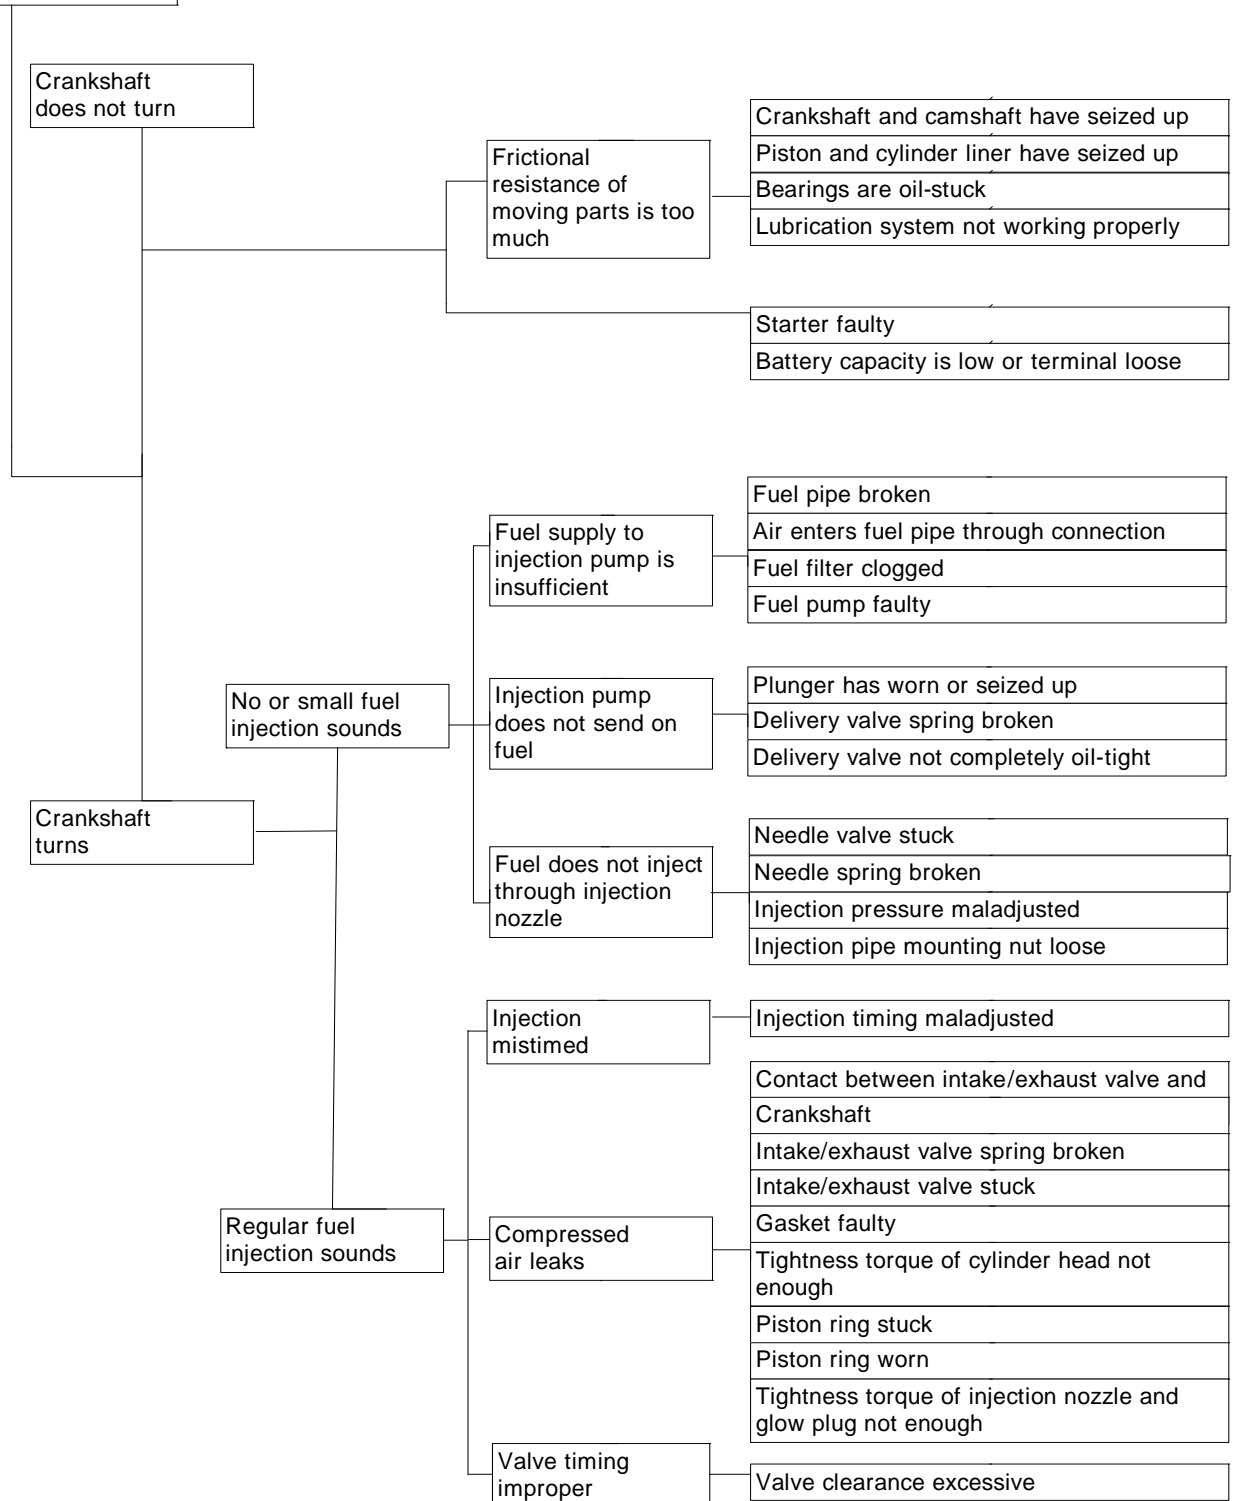 Crankshaft
does not turn
Frictional
resistance of
moving parts is too
much
Crankshaft and camshaft have seized up
Piston and cylinder liner have seized up
Bearings are oil-stuck
Lubrication system not working properly
Starter faulty
Battery capacity is low or terminal loose
Fuel supply to
injection pump is
insufficient
Fuel pipe broken
Air enters fuel pipe through connection
Fuel filter clogged
Fuel pump faulty
No or small fuel
injection sounds
Injection pump
does not send on
fuel
Plunger has worn or seized up
Delivery valve spring broken
Delivery valve not completely oil-tight
Crankshaft
turns
Fuel does not inject
through injection
nozzle
Needle valve stuck
Needle spring broken
Injection pressure maladjusted
Injection pipe mounting nut loose
Injection
mistimed
Injection timing maladjusted
Regular fuel
injection sounds
Compressed
air leaks
Contact between intake/exhaust valve and
Crankshaft
Intake/exhaust valve spring broken
Intake/exhaust valve stuck
Gasket faulty
Tightness torque of cylinder head not
enough
Piston ring stuck
Piston ring worn
Tightness torque of injection nozzle and
glow plug not enough
Valve timing
improper
Valve clearance excessive